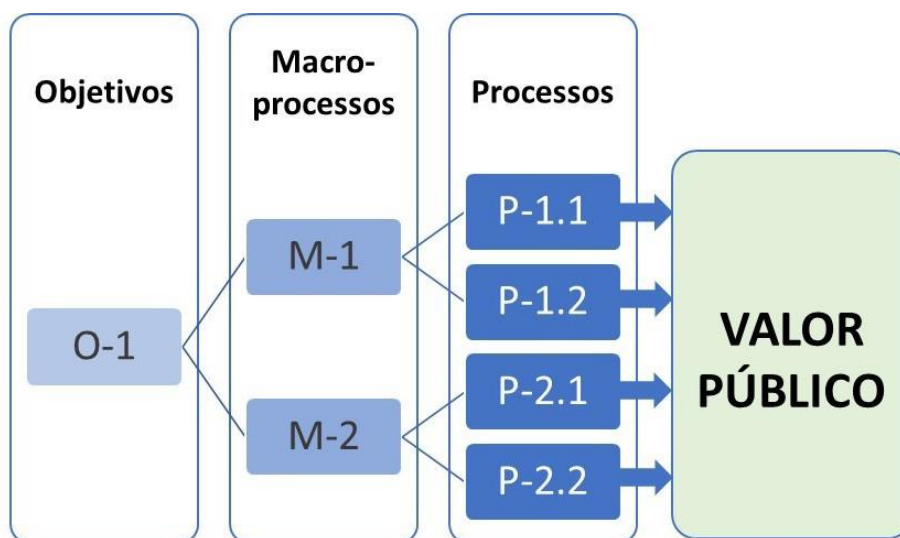 Objetivos
Macro-
processos
Processos
O-1
M-1
M-2
P-1.1
P-1.2
P-2.1
P-2.2
VALOR
PÚBLICO